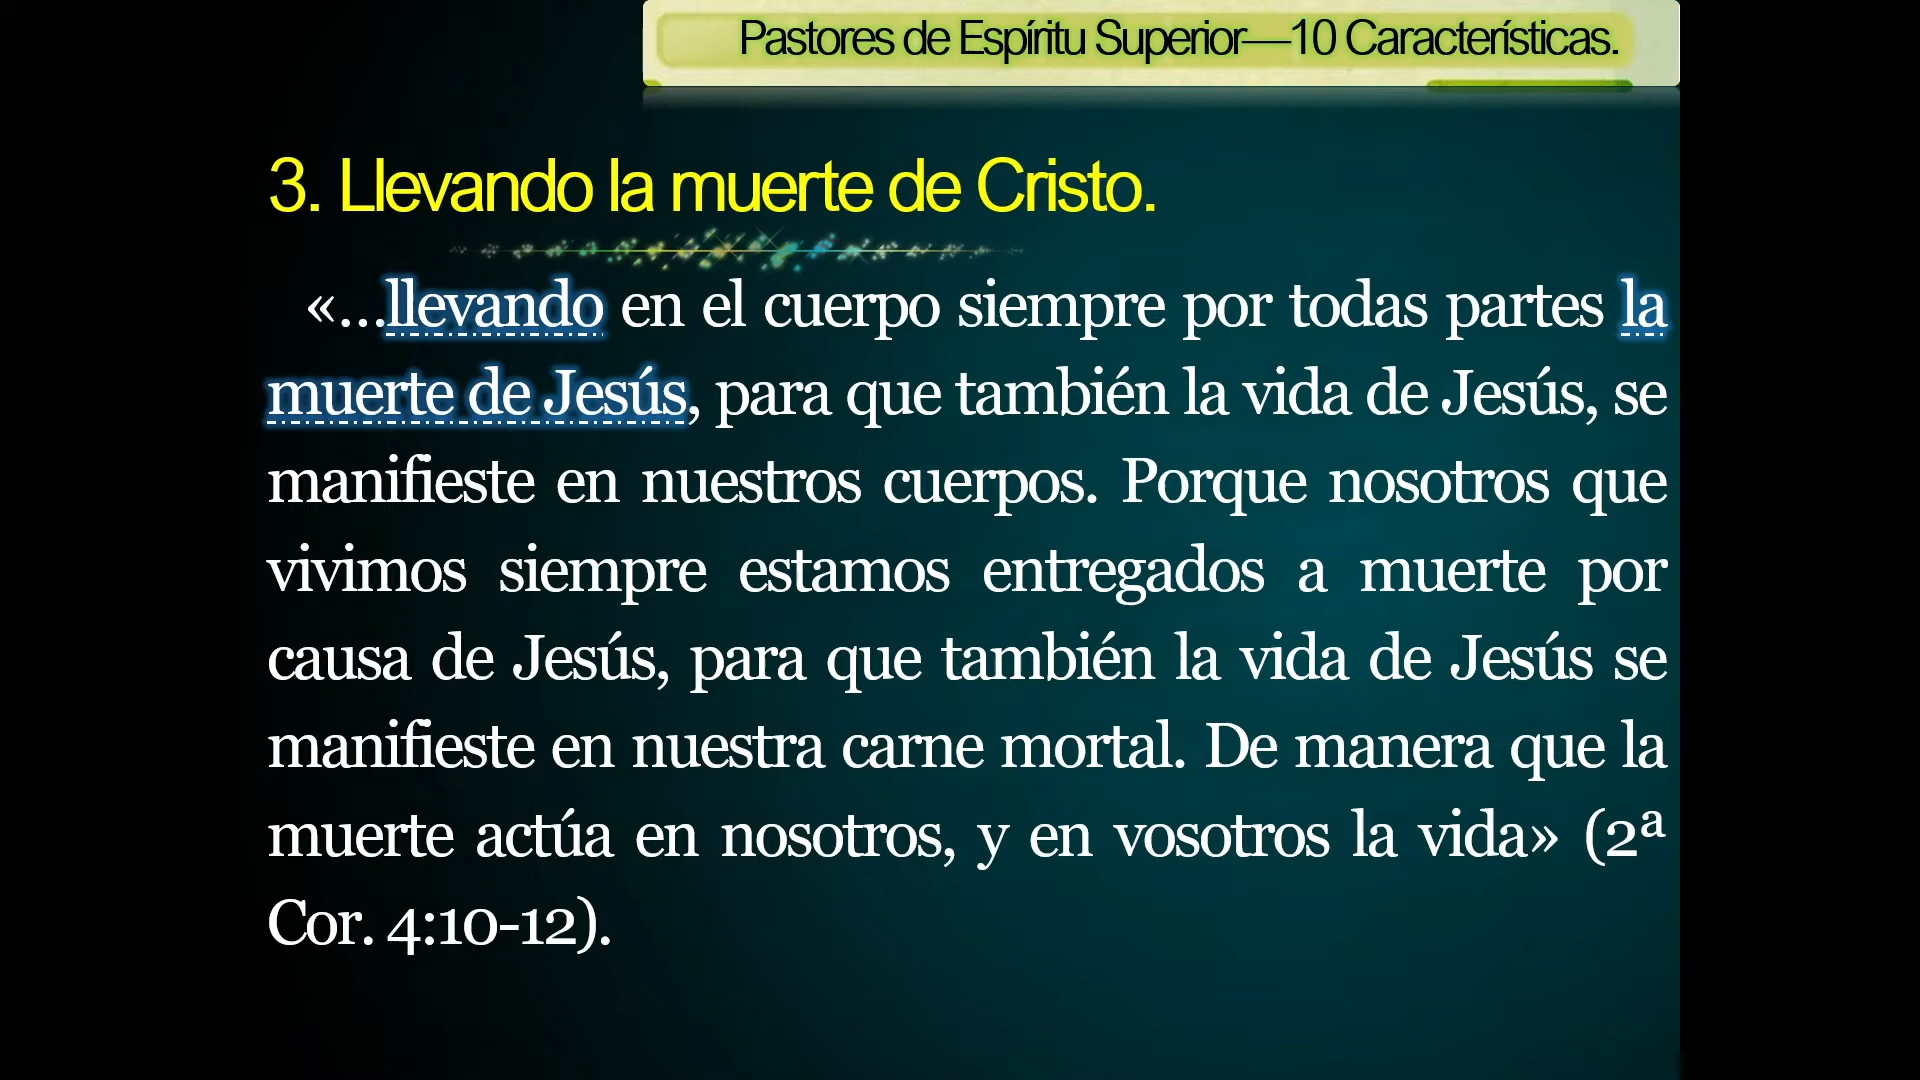 Pastores de Espíritu Superior—10 Características.
3. Llevando la muerte de Cristo.
«...llevando en el cuerpo siempre por todas partes la
muerte de Jesús, para que también la vida de Jesús, se
manifieste en nuestros cuerpos. Porque nosotros que
vivimos siempre estamos entregados a muerte por
causa de Jesús, para que también la vida de Jesús se
manifieste en nuestra carne mortal. De manera que la
muerte actúa en nosotros, y en vosotros la vida» (2ª
Cor. 4:10-12).